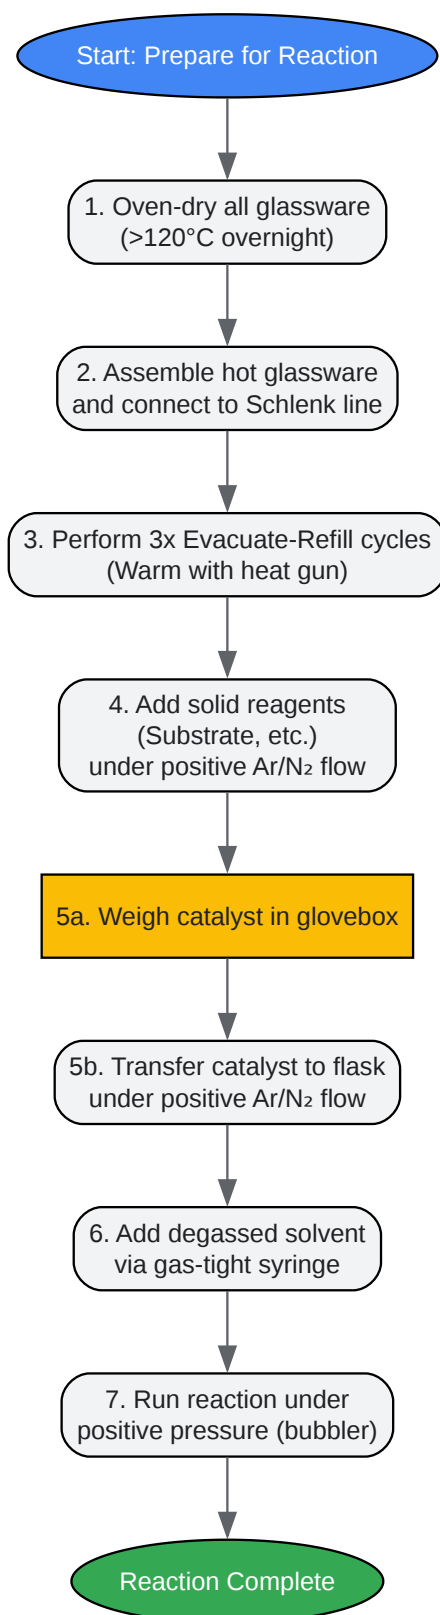 Start: Prepare for Reaction
1. Oven-dry all glassware
(>120°C overnight)
2. Assemble hot glassware
and connect to Schlenk line
3. Perform 3x Evacuate-Refill cycles
(Warm with heat gun)
4. Add solid reagents
(Substrate, etc.)
under positive Ar/N₂ flow
5a. Weigh catalyst in glovebox
5b. Transfer catalyst to flask
under positive Ar/N₂ flow
6. Add degassed solvent
via gas-tight syringe
7. Run reaction under
positive pressure (bubbler)
Reaction Complete